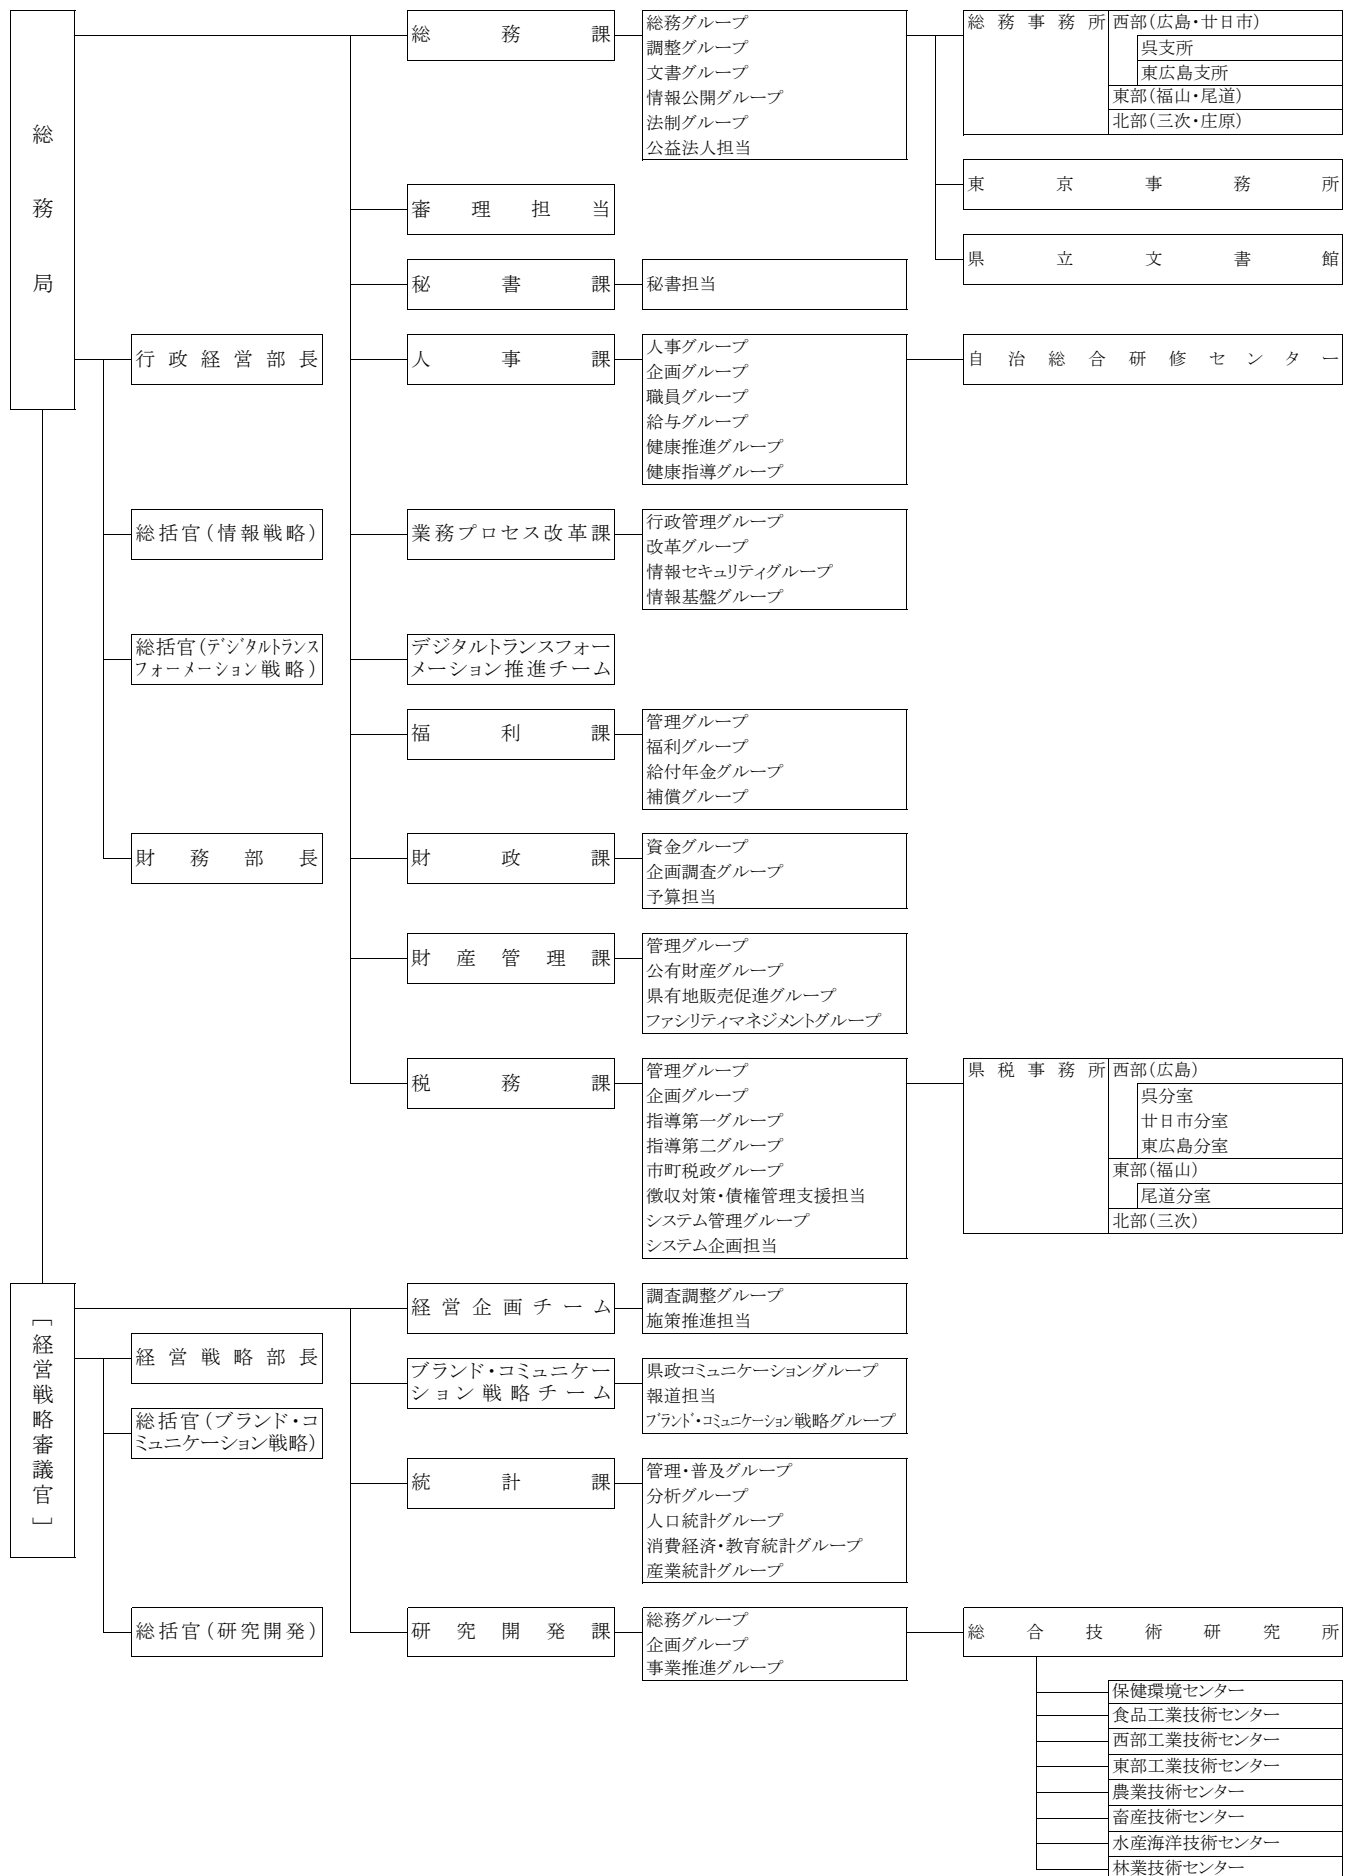 総務局
総務課
総務グループ
調整グループ
文書グループ
情報公開グループ
法制グループ
公益法人担当
総務事務所
西部(広島・廿日市)
呉支所
東広島支所
東部(福山・尾道)
北部(三次・庄原)
東京事務所
県立文書館
審理担当
秘書課
秘書担当
行政経営部長
人事課
人事グループ
企画グループ
職員グループ
給与グループ
健康推進グループ
健康指導グループ
自治総合研修センター
総括官(情報戦略)
業務プロセス改革課
行政管理グループ
改革グループ
情報セキュリティグループ
情報基盤グループ
総括官(デジタルトランス
フォーメーション戦略)
デジタルトランスフォー
メーション推進チーム
福利課
管理グループ
福利グループ
給付年金グループ
補償グループ
財務部長
財政課
資金グループ
企画調査グループ
予算担当
財産管理課
管理グループ
公有財産グループ
県有地販売促進グループ
ファシリティマネジメントグループ
税務課
管理グループ
企画グループ
指導第一グループ
指導第二グループ
市町税政グループ
徴収対策・債権管理支援担当
システム管理グループ
システム企画担当
県税事務所
西部(広島)
呉分室
廿日市分室
東広島分室
東部(福山)
尾道分室
北部(三次)
[経営戦略審議官]
経営企画チーム
調査調整グループ
施策推進担当
経営戦略部長
ブランド・コミュニケー
ション戦略チーム
県政コミュニケーショングループ
報道担当
ブランド・コミュニケーション戦略グループ
総括官(ブランド・コ
ミュニケーション戦略)
統計課
管理・普及グループ
分析グループ
人口統計グループ
消費経済・教育統計グループ
産業統計グループ
総括官(研究開発)
研究開発課
総務グループ
企画グループ
事業推進グループ
総合技術研究所
保健環境センター
食品工業技術センター
西部工業技術センター
東部工業技術センター
農業技術センター
畜産技術センター
水産海洋技術センター
林業技術センター